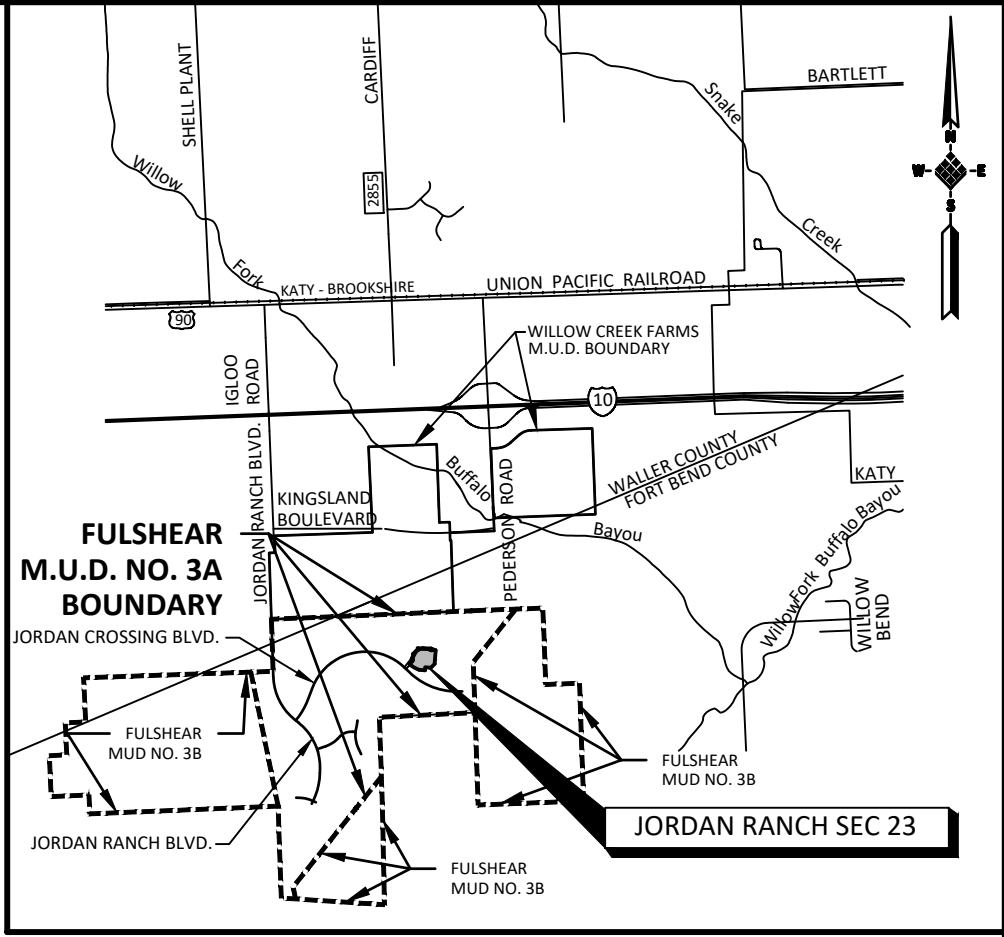 SHELL PLANT
CARDIFF
BARTLETT
Snake
Creek
N
W
E
S
Willow
Fork
2855
KATY - BROOKSHIRE
UNION PACIFIC RAILROAD
90
WILLOW CREEK FARMS
M.U.D. BOUNDARY
IGLOO
ROAD
10
JORDAN RANCH BLVD.
KINGSLAND
BOULEVARD
Buffalo
Bayou
PEDERSON ROAD
WALLER COUNTY
FORT BEND COUNTY
KATY
Willow Fork Buffalo Bayou
WILLOW
BEND
FULSHEAR
M.U.D. NO. 3A
BOUNDARY
JORDAN CROSSING BLVD.
FULSHEAR
MUD NO. 3B
FULSHEAR
MUD NO. 3B
JORDAN RANCH SEC 23
JORDAN RANCH BLVD.
FULSHEAR
MUD NO. 3B